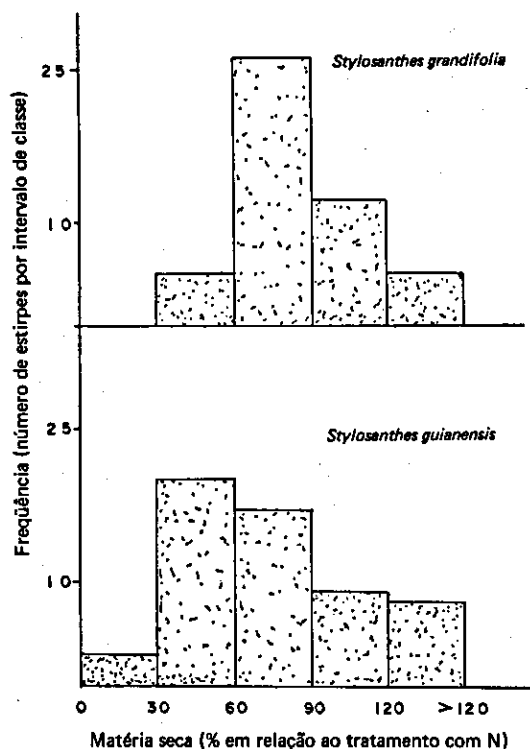 Stylosanthes grandifolia
25
10
Freqüência (número de estirpes por intervalo de classe)
Stylosanthes guianensis
25
10
0 30 60 90 120 >120
Matéria seca (% em relação ao tratamento com N)